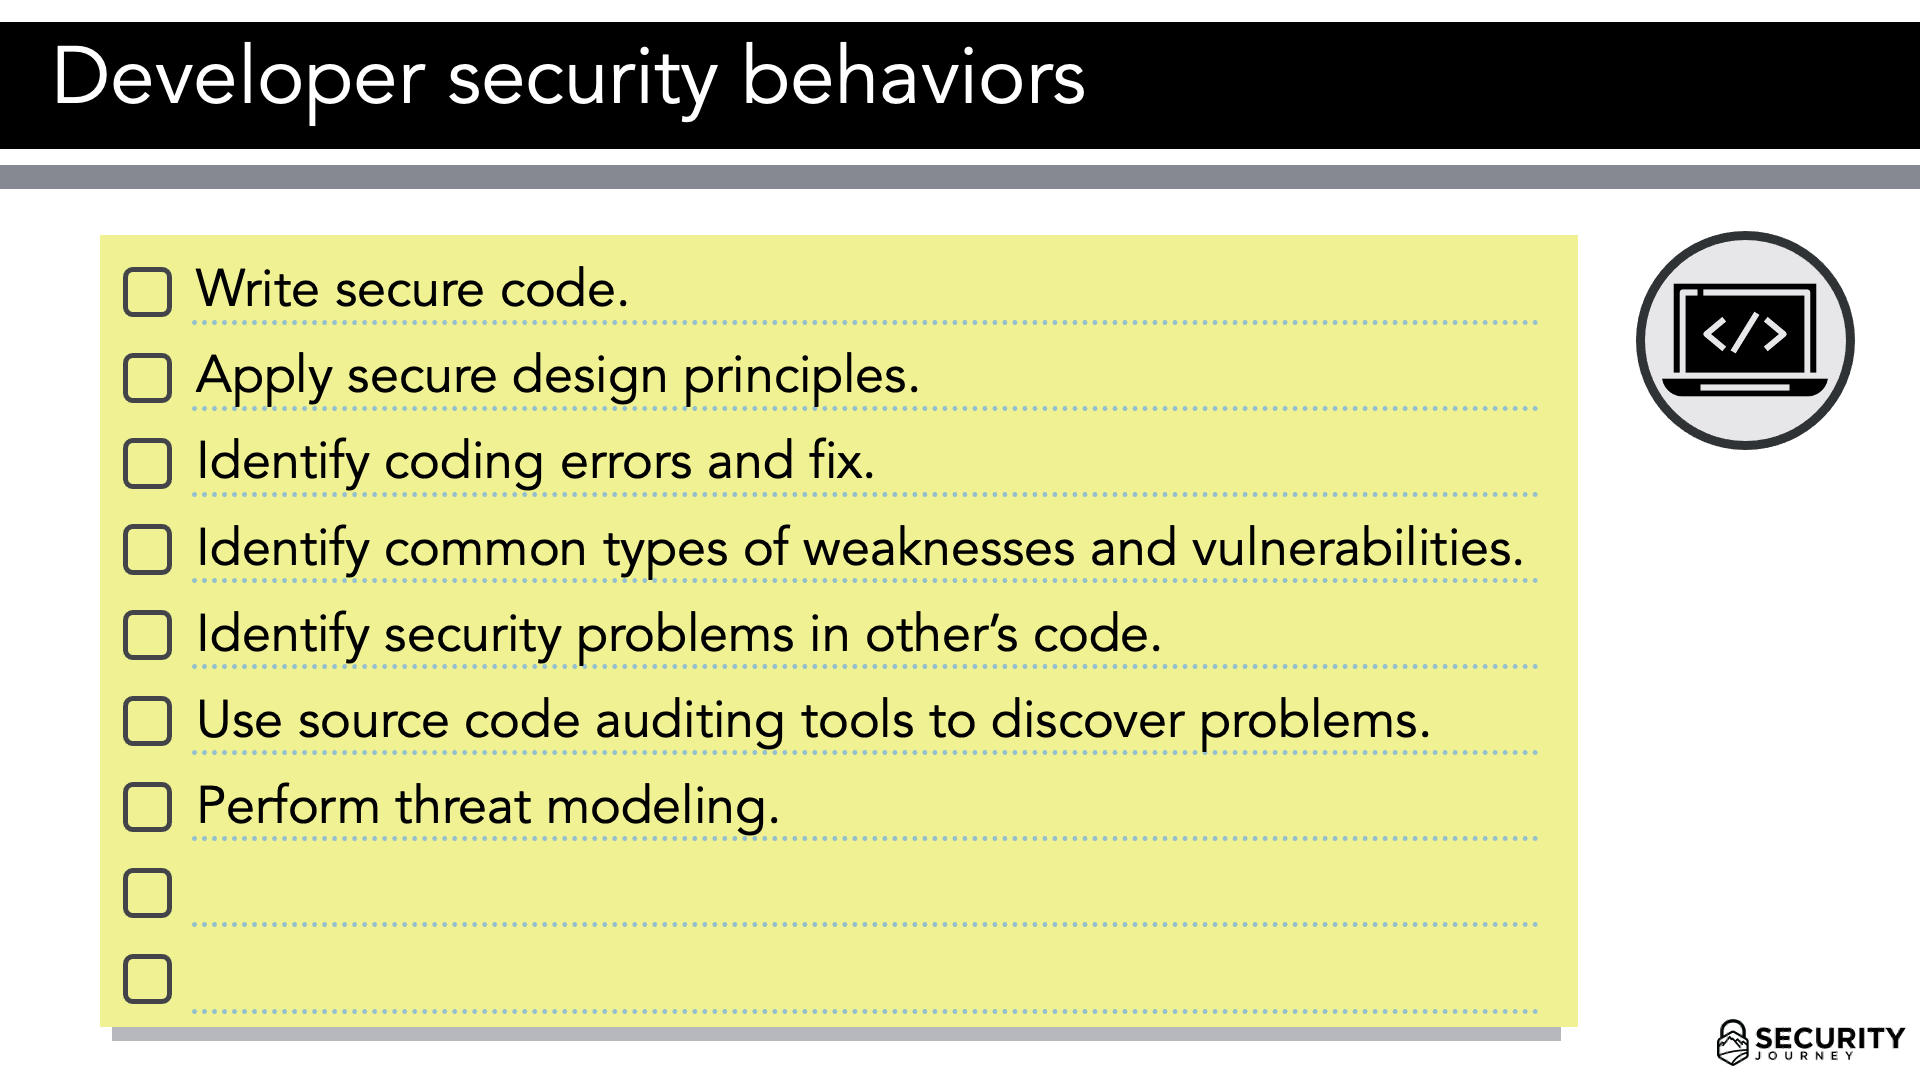 Developer security behaviors
Write secure code.
Apply secure design principles.
Identify coding errors and fix.
Identify common types of weaknesses and vulnerabilities.
Identify security problems in other’s code.
Use source code auditing tools to discover problems.
Perform threat modeling.
</>
SECURITY
JOURNEY